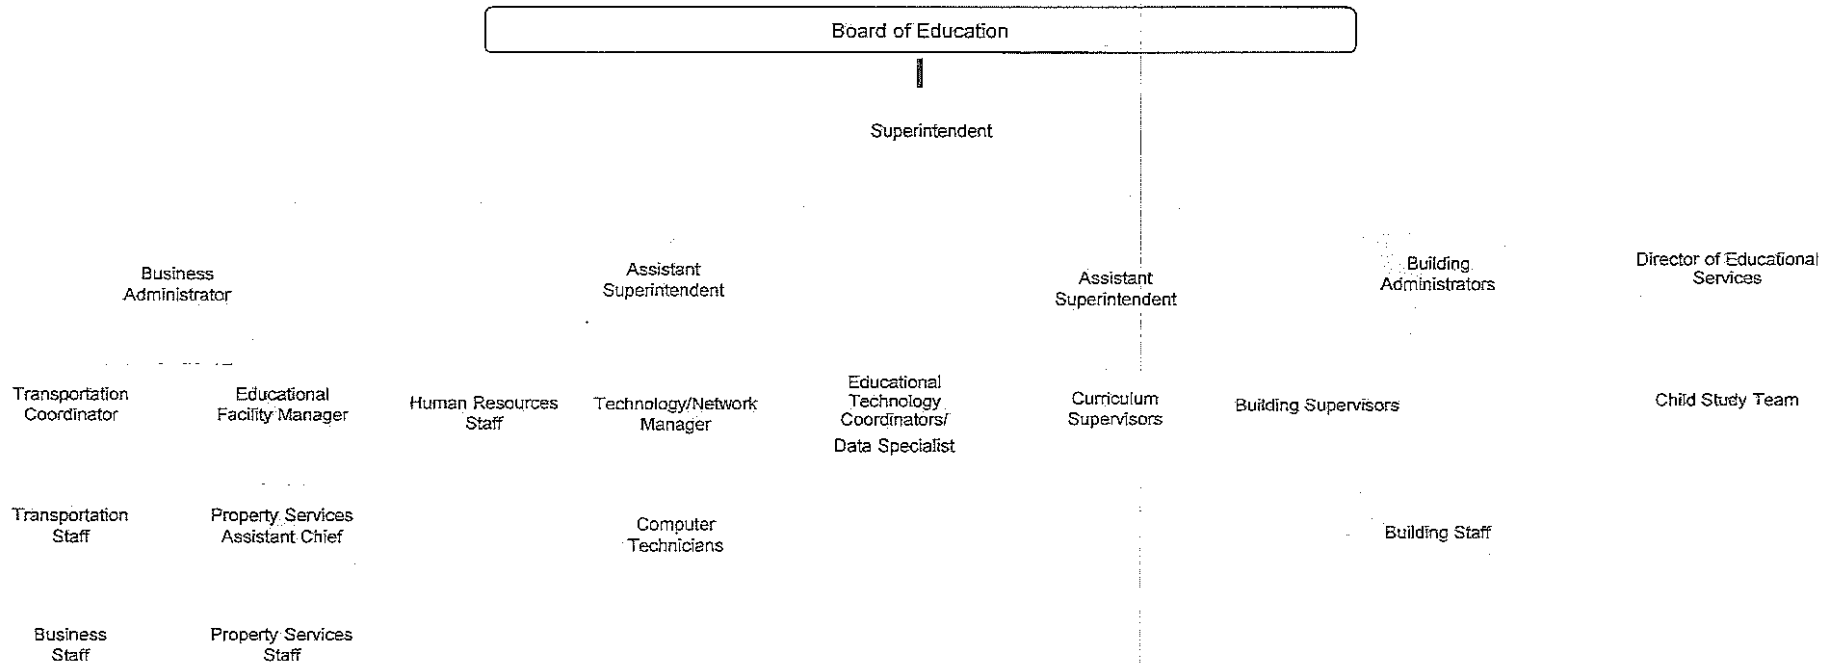 Board of Education
Superintendent
Business
Administrator
Assistant
Superintendent
Assistant
Superintendent
Building
Administrators
Director of Educational
Services
Transportation
Coordinator
Educational
Facility Manager
Human Resources
Staff
Technology/Network
Manager
Educational
Technology
Coordinators/
Data Specialist
Curriculum
Supervisors
Building Supervisors
Child Study Team
Transportation
Staff
Property Services
Assistant Chief
Computer
Technicians
Building Staff
Business
Staff
Property Services
Staff